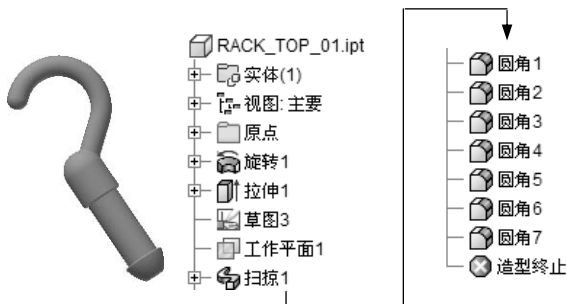 RACK_TOP_01.ipt
实体(1)
视图: 主要
原点
旋转1
拉伸1
草图3
工作平面1
扫掠1
圆角1
圆角2
圆角3
圆角4
圆角5
圆角6
圆角7
造型终止